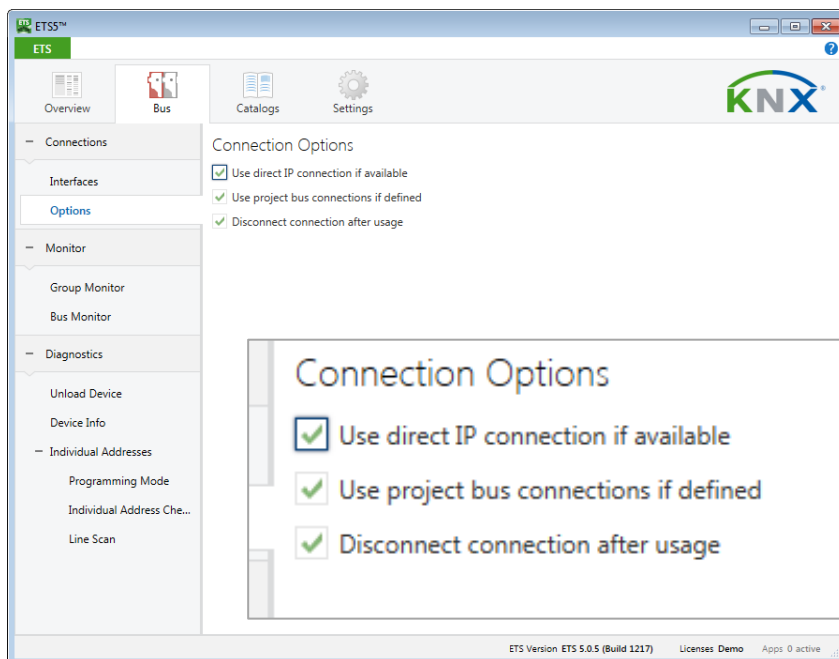 ETS5™
ETS
Overview
Bus
Catalogs
Settings
KNX®
Connections
Interfaces
Options
Monitor
Group Monitor
Bus Monitor
Diagnostics
Unload Device
Device Info
Individual Addresses
Programming Mode
Individual Address Che...
Line Scan
Connection Options
Use direct IP connection if available
Use project bus connections if defined
Disconnect connection after usage
Connection Options
Use direct IP connection if available
Use project bus connections if defined
Disconnect connection after usage
ETS Version ETS 5.0.5 (Build 1217) Licenses Demo Apps 0 active